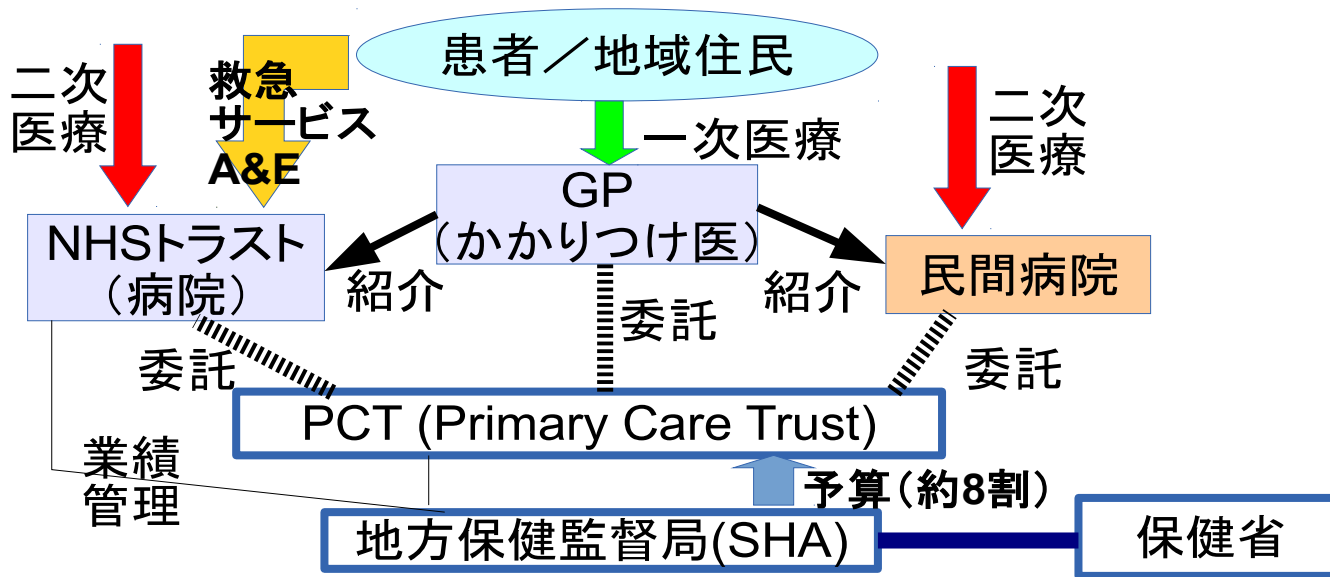 患者／地域住民
二次
医療
救急
サービス
A&E
一次医療
二次
医療
GP
（かかりつけ医）
NHSトラスト
（病院）
民間病院
紹介
紹介
委託
委託
委託
PCT (Primary Care Trust)
業績
管理
予算（約8割）
地方保健監督局(SHA)
保健省